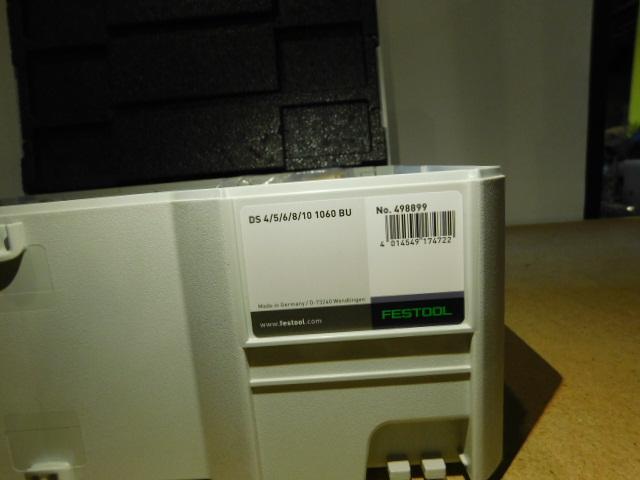 DS 4/5/6/8/10 1060 BU
No. 498899
4 014549 174722
Made in Germany / D-73240 Wendlingen
www.festool.com
FESTOOL